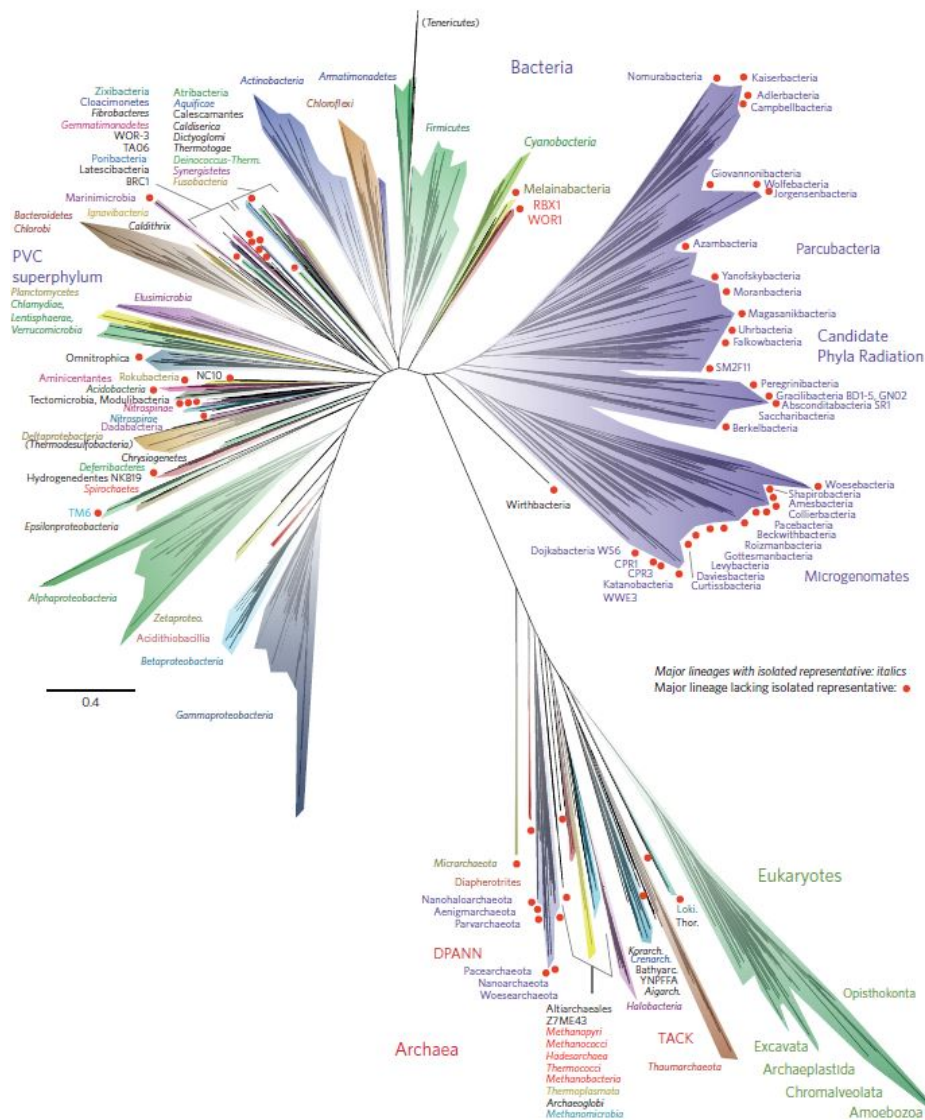 (Tenericutes)
Bacteria
Nomurabacteria
Kaiserbacteria
Adlerbacteria
Campbellbacteria
Giovannonibacteria
Wolfebacteria
Jorgensenbacteria
Azambacteria
Parcubacteria
Yanofskybacteria
Moranbacteria
Magasanikbacteria
Uhrbacteria
Falkowbacteria
Candidate
Phyla Radiation
SM2F11
Peregrinibacteria
Gracilibacteria BD1-5, GN02
Absconditabacteria SR1
Saccharibacteria
Berkelbacteria
Woesebacteria
Shapirobacteria
Amesbacteria
Collierbacteria
Pacebacteria
Beckwithbacteria
Roizmanbacteria
Gottesmanbacteria
Levybacteria
Daviesbacteria
Curtissbacteria
Microgenomates
Wirthbacteria
Dojkabacteria WS6
CPR1
CPR3
Katanobacteria
WWE3
Armatimonadetes
Actinobacteria
Chloroflexi
Firmicutes
Cyanobacteria
Melainabacteria
RBX1
WOR1
Zixibacteria
Cloacimonetes
Fibrobacteres
Gemmatimonadetes
WOR-3
TA06
Poribacteria
Latescibacteria
BRC1
Atribacteria
Aquificae
Calescamantes
Caldiserica
Dictyoglomi
Thermotogae
Deinococcus-Therm.
Synergistetes
Fusobacteria
Marinimicrobia
Ignavibacteria
Bacteroidetes
Chlorobi
Caldithrix
PVC
superphylum
Planctomycetes
Chlamydiae,
Lentisphaerae,
Verrucomicrobia
Elusimicrobia
Omnitrophica
Aminicentantes
Rokubacteria
NC10
Acidobacteria
Tectomicrobia, Modulibacteria
Nitrospinae
Nitrospirae
Dadabacteria
Deltaprotebacteria
(Thermodesulfobacteria)
Chrysiogenetes
Deferribacteres
Hydrogenedentes NK819
Spirochaetes
TM6
Epsilonproteobacteria
Alphaproteobacteria
Zetaproteo.
Acidithiobacillia
Betaproteobacteria
Gammaproteobacteria
0.4
Major lineages with isolated representative: italics
Major lineage lacking isolated representative:
Micrarchaeota
Diapherotrites
Nanohaloarchaeota
Aenigmarchaeota
Parvarchaeota
DPANN
Pacearchaeota
Nanoarchaeota
Woesearchaeota
Archaea
Altiarchaeales
Z7ME43
Methanopyri
Methanococci
Hadesarchaea
Thermococci
Methanobacteria
Thermoplasmata
Archaeoglobi
Methanomicrobia
Halobacteria
Korarch.
Crenarch.
Bathyarc.
YNPFFA
Aigarch.
TACK
Thaumarchaeota
Loki.
Thor.
Eukaryotes
Opisthokonta
Excavata
Archaeplastida
Chromalveolata
Amoebozoa